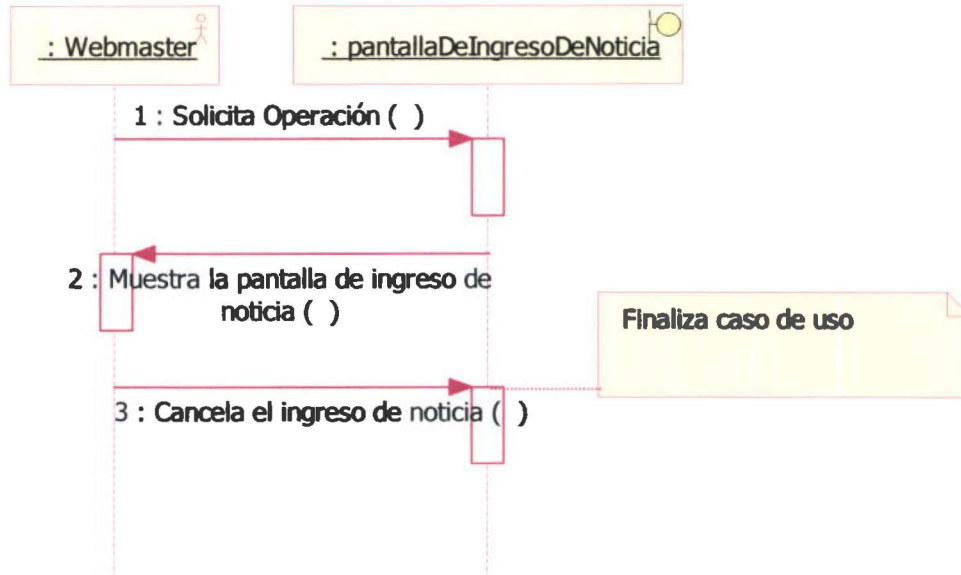 : Webmaster
: pantallaDeIngresoDeNoticia
1 : Solicita Operación ( )
2 : Muestra la pantalla de ingreso de
noticia ( )
Finaliza caso de uso
3 : Cancela el ingreso de noticia ( )